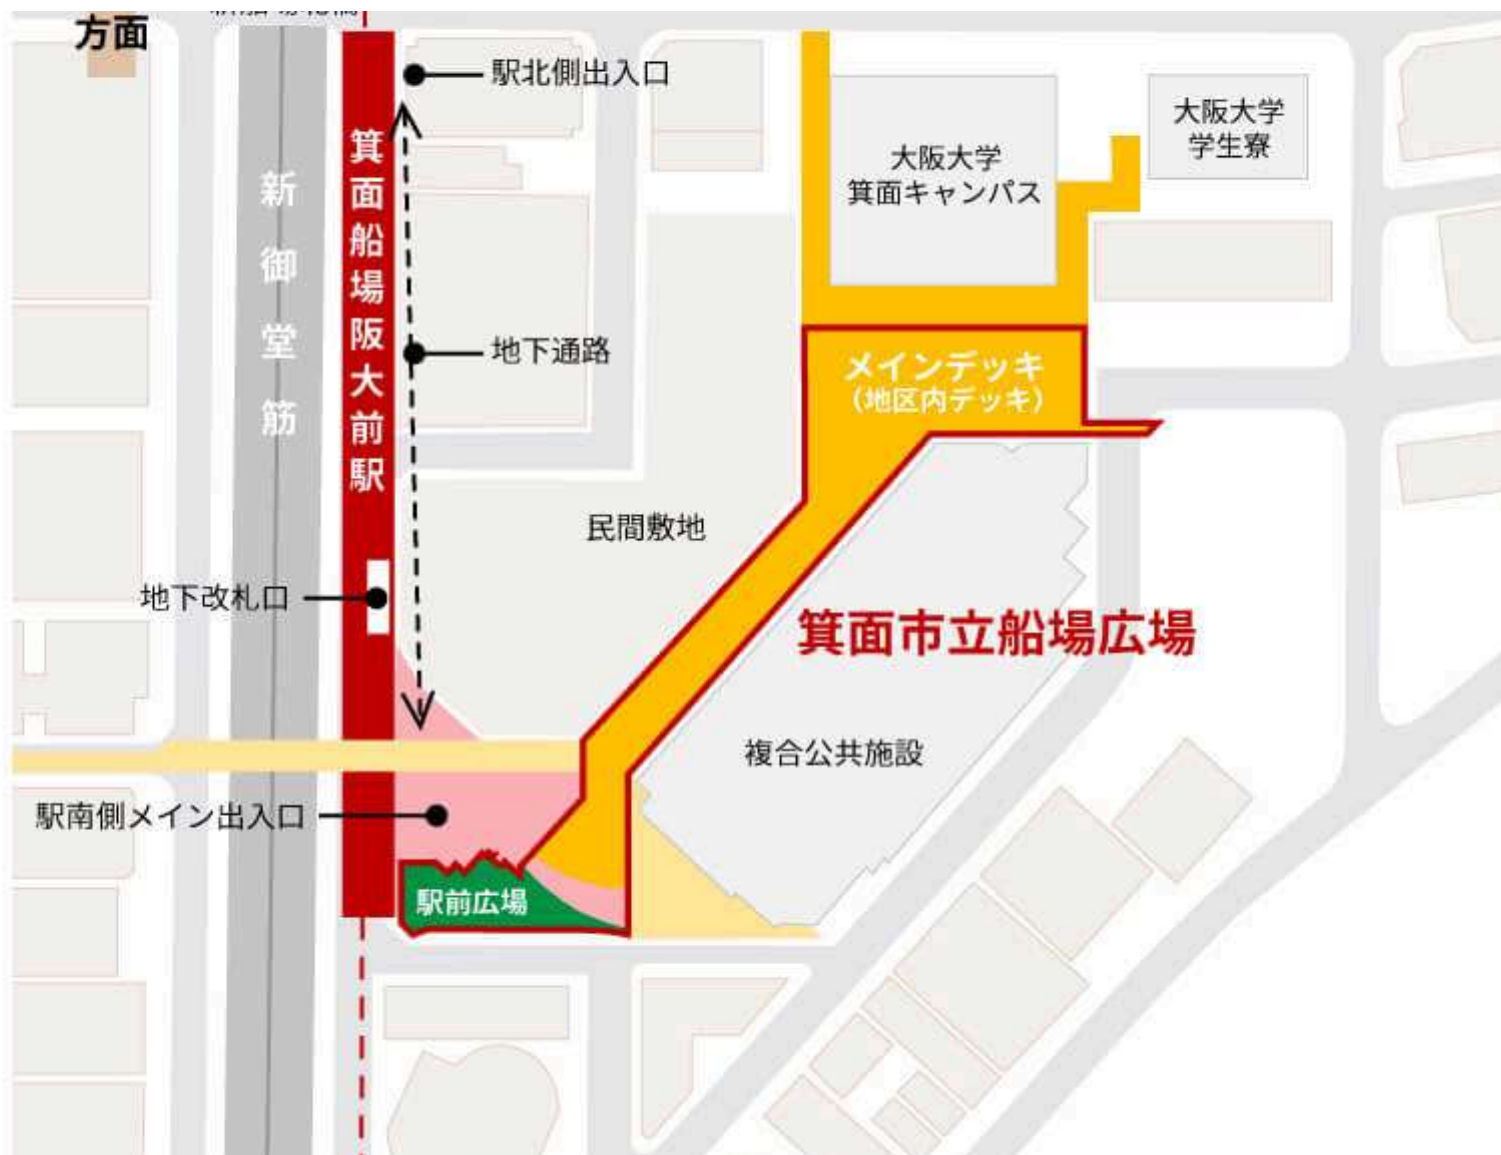 方面
駅北側出入口
大阪大学
学生寮
大阪大学
箕面キャンパス
箕面船場阪大前駅
新御堂筋
地下通路
メインデッキ
（地区内デッキ）
民間敷地
地下改札口
箕面市立船場広場
複合公共施設
駅南側メイン出入口
駅前広場